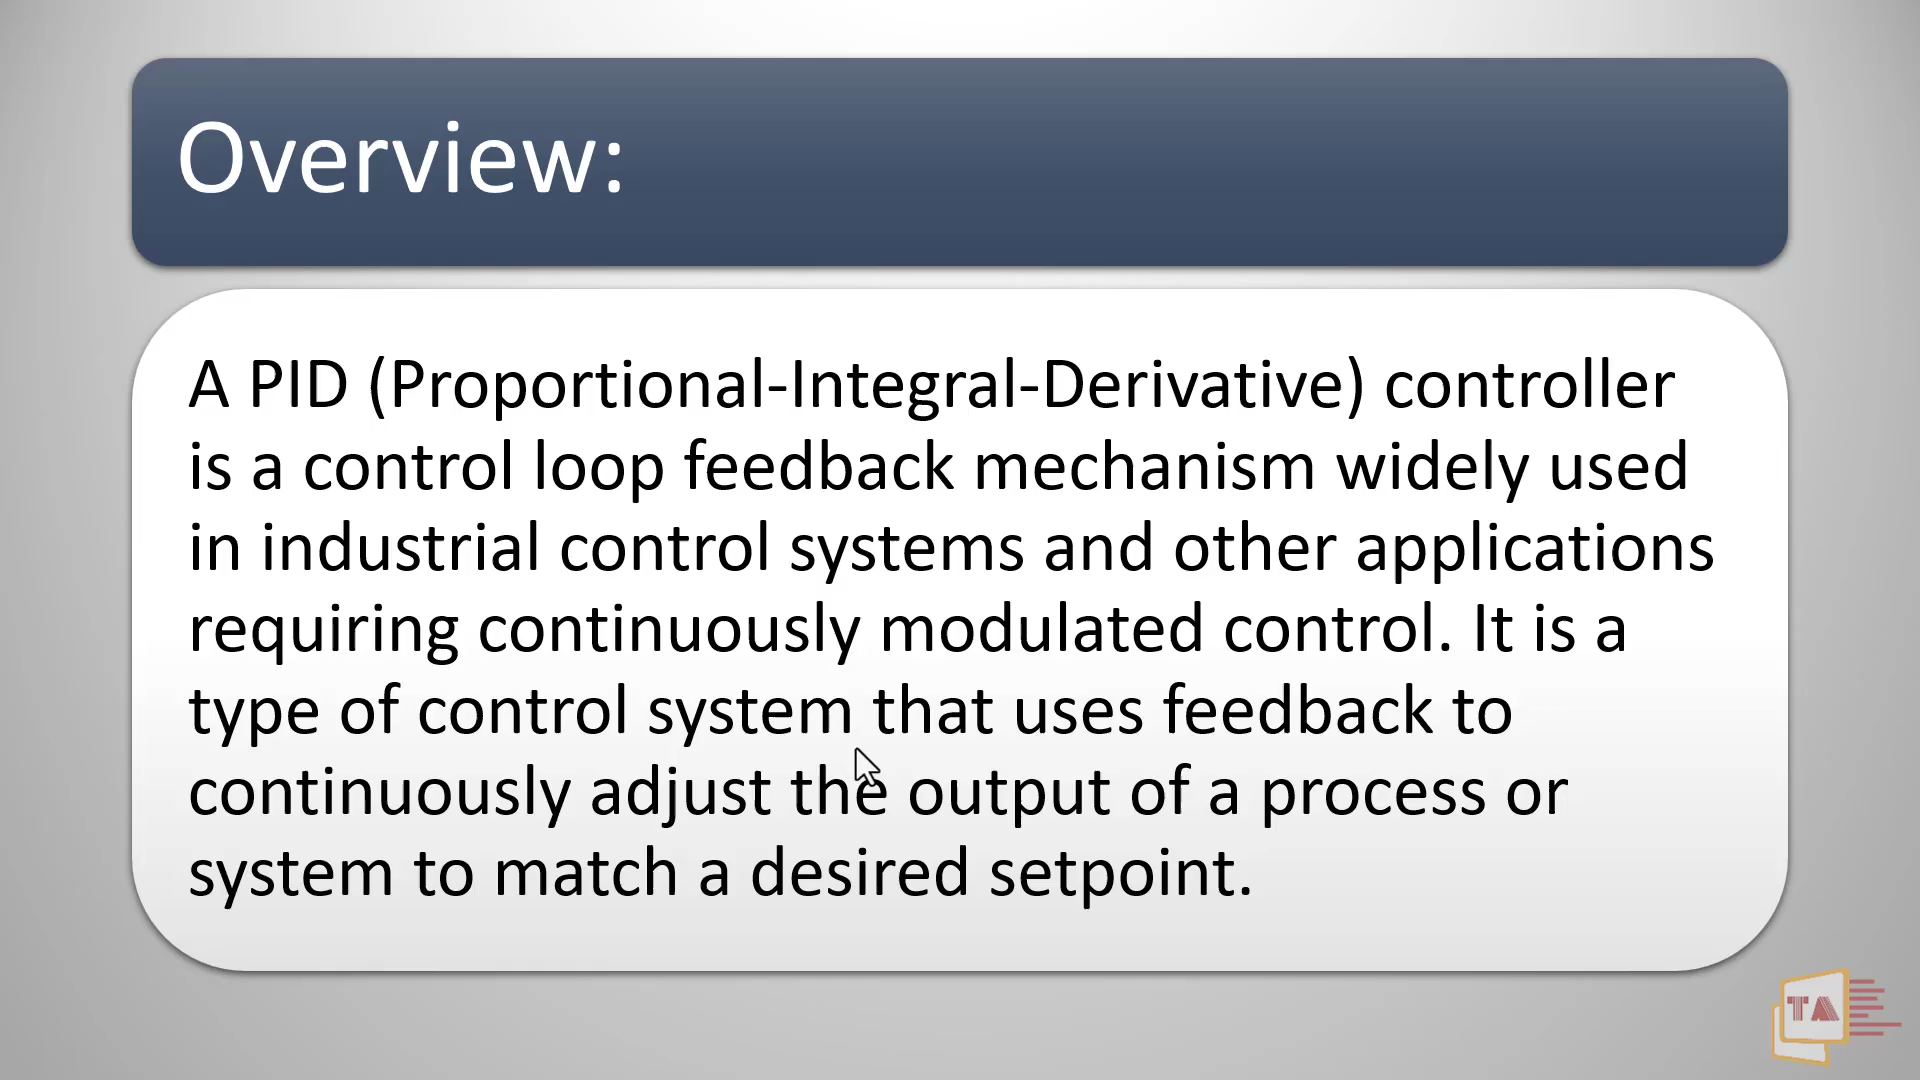 Overview:
A PID (Proportional-Integral-Derivative) controller
is a control loop feedback mechanism widely used
in industrial control systems and other applications
requiring continuously modulated control. It is a
type of control system that uses feedback to
continuously adjust the output of a process or
system to match a desired setpoint.
TA